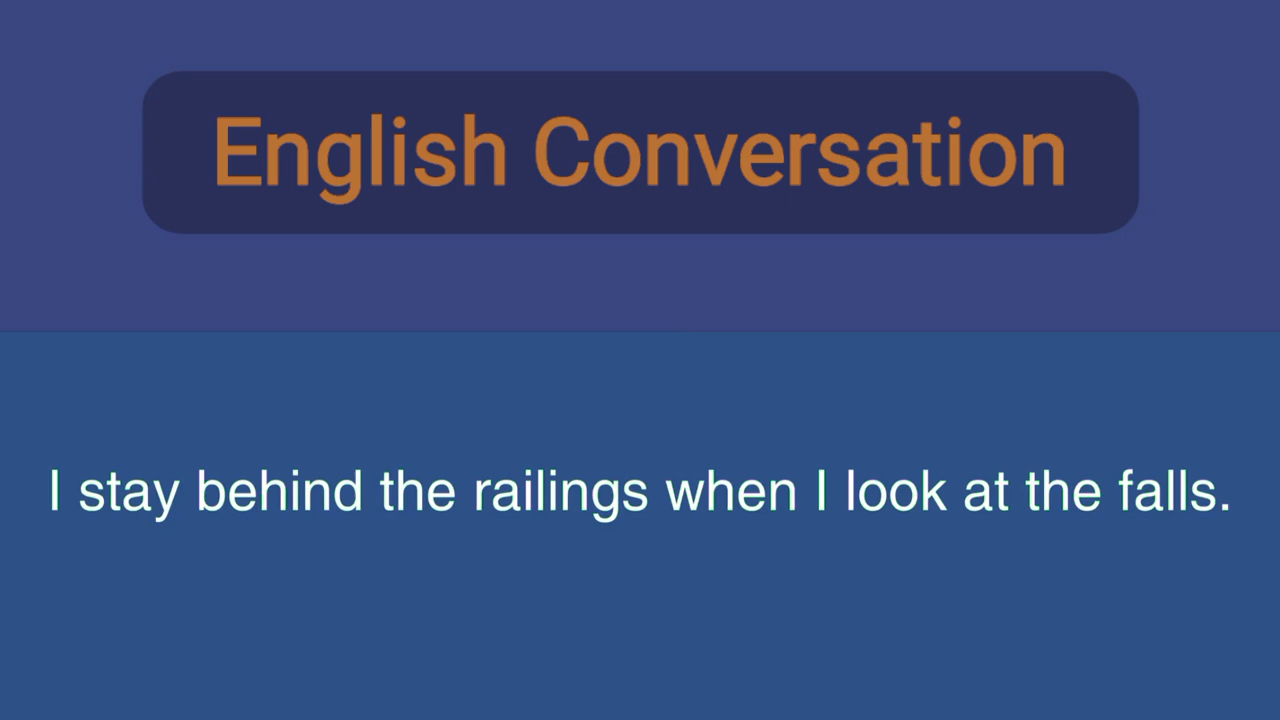 English Conversation
I stay behind the railings when I look at the falls.